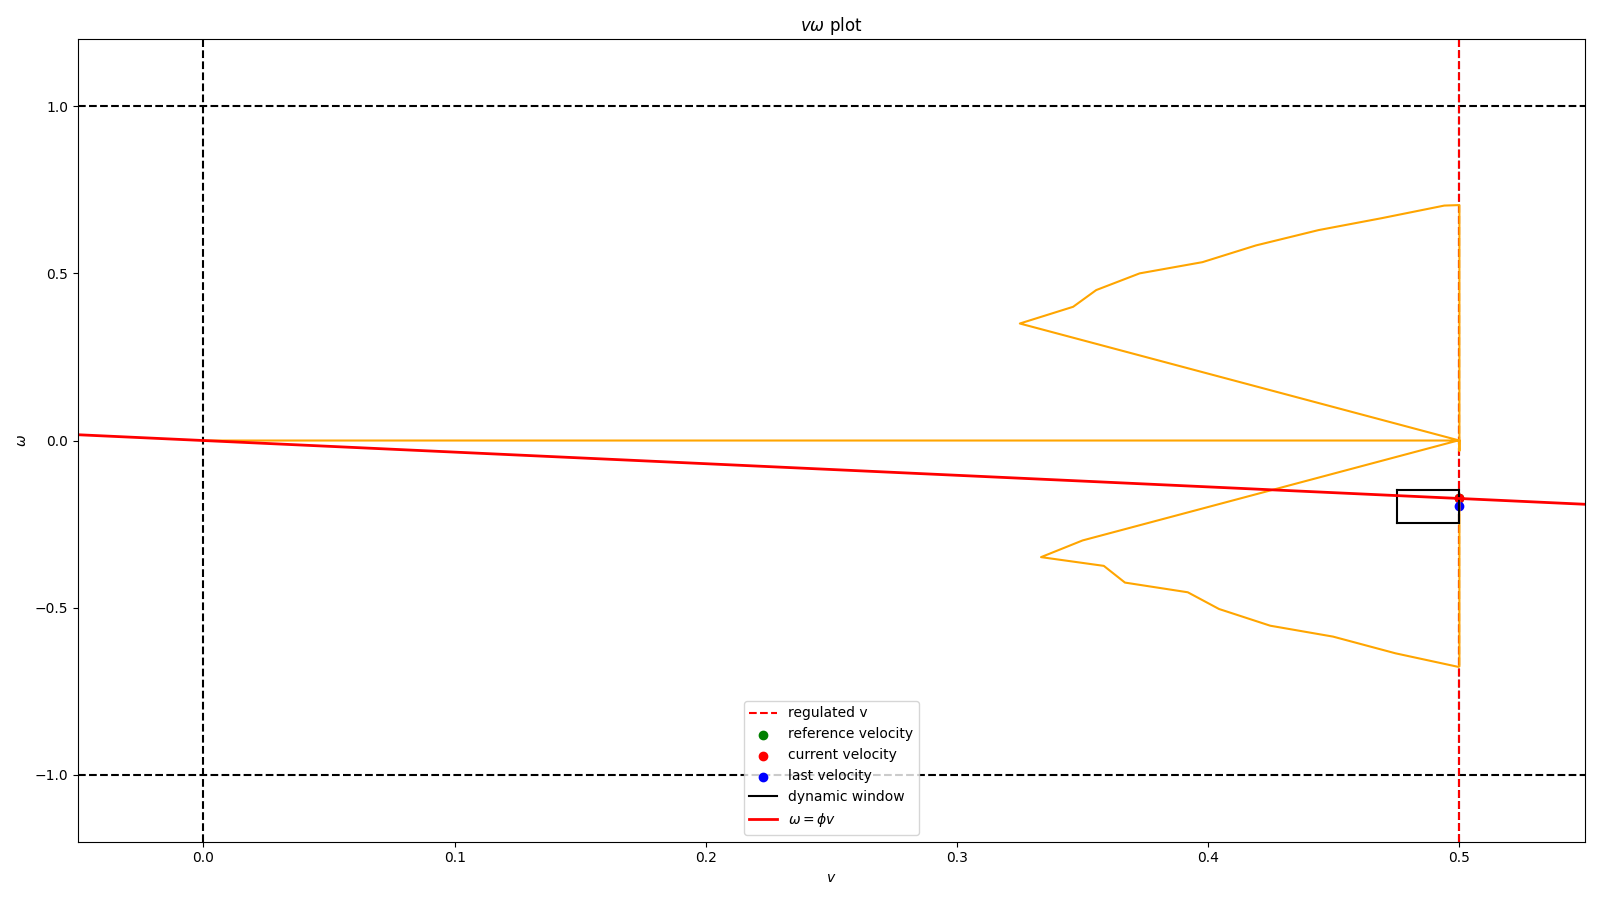 vω plot
1.0
0.5
0.0
−0.5
−1.0
ω
regulated v
reference velocity
current velocity
last velocity
dynamic window
ω = ϕv
0.0 0.1 0.2 0.3 0.4 0.5
v